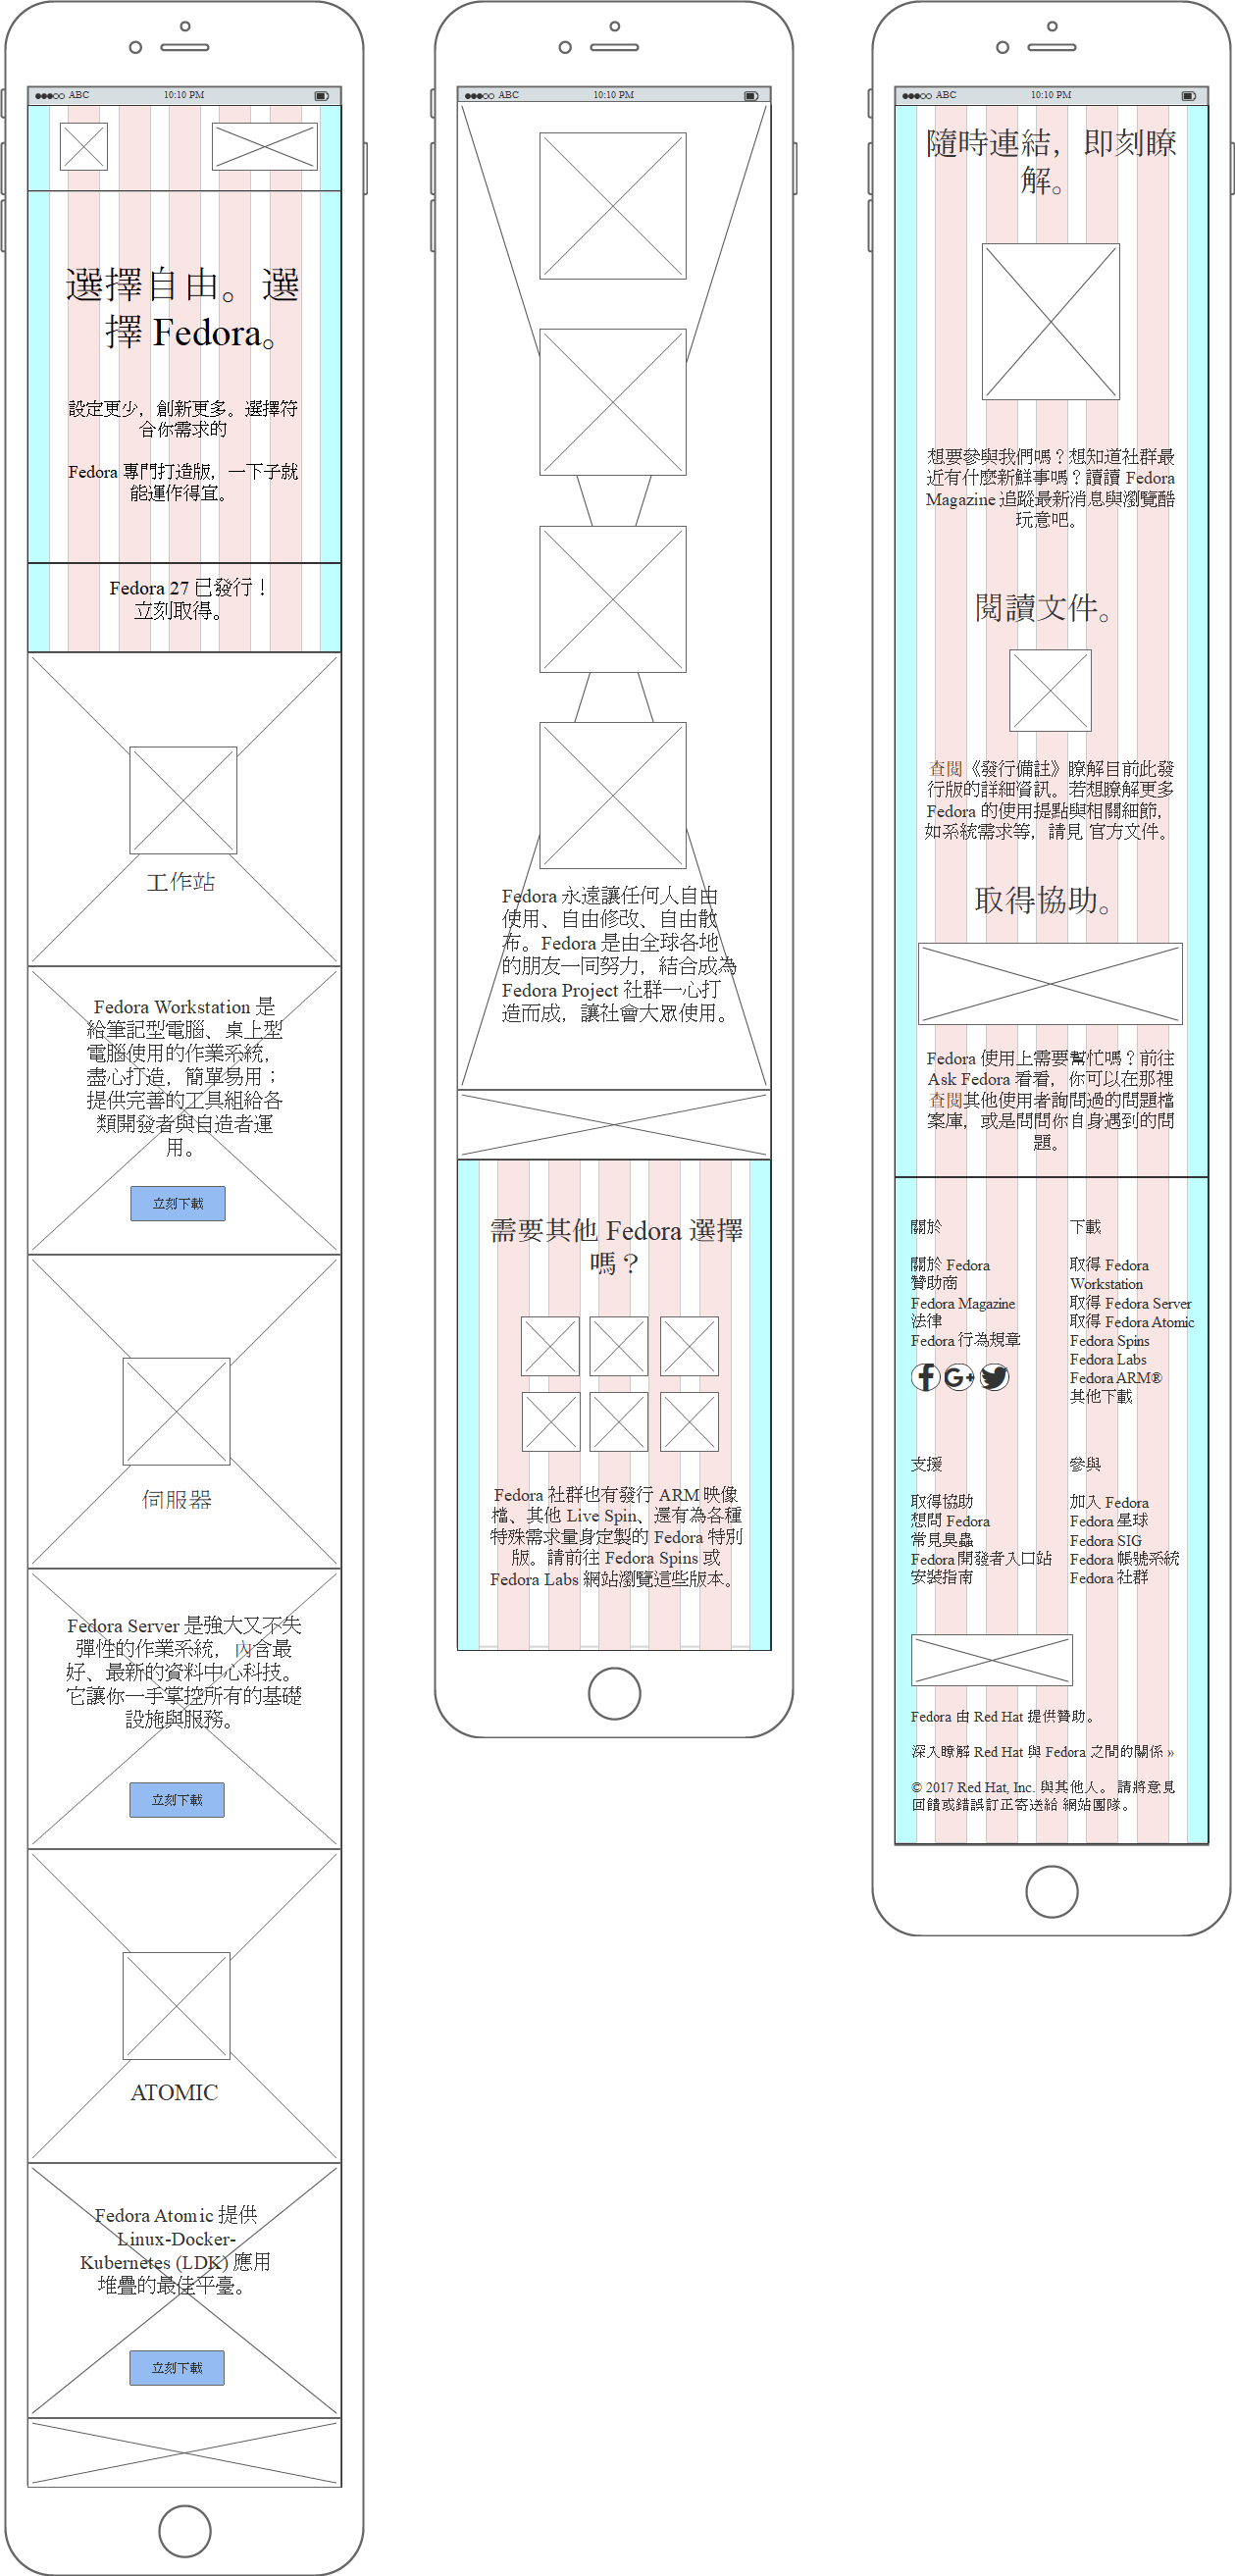 ABC 10:10 PM
選擇自由。選
擇 Fedora。
設定更少，創新更多。選擇符
合你需求的
Fedora 專門打造版，一下子就
能運作得宜。
Fedora 27 已發行！
立刻取得。
工作站
Fedora Workstation 是
給筆記型電腦、桌上型
電腦使用的作業系統，
盡心打造，簡單易用；
提供完善的工具組給各
類開發者與自造者運
用。
立刻下載
伺服器
Fedora Server 是強大又不失
彈性的作業系統，內含最
好、最新的資料中心科技。
它讓你一手掌控所有的基礎
設施與服務。
立刻下載
ATOMIC
Fedora Atomic 提供
Linux-Docker-
Kubernetes (LDK) 應用
堆疊的最佳平臺。
立刻下載
ABC 10:10 PM
Fedora 永遠讓任何人自由
使用、自由修改、自由散
布。Fedora 是由全球各地
的朋友一同努力，結合成為
Fedora Project 社群一心打
造而成，讓社會大眾使用。
需要其他 Fedora 選擇
嗎？
Fedora 社群也有發行 ARM 映像
檔、其他 Live Spin、還有為各種
特殊需求量身定製的 Fedora 特別
版。請前往 Fedora Spins 或
Fedora Labs 網站瀏覽這些版本。
ABC 10:10 PM
隨時連結，即刻瞭
解。
想要參與我們嗎？想知道社群最
近有什麼新鮮事嗎？讀讀 Fedora
Magazine 追蹤最新消息與瀏覽酷
玩意吧。
閱讀文件。
查閱《發行備註》瞭解目前此發
行版的詳細資訊。若想瞭解更多
Fedora 的使用提點與相關細節，
如系統需求等，請見 官方文件。
取得協助。
Fedora 使用上需要幫忙嗎？前往
Ask Fedora 看看，你可以在那裡
查閱其他使用者詢問過的問題檔
案庫，或是問問你自身遇到的問
題。
關於
關於 Fedora
贊助商
Fedora Magazine
法律
Fedora 行為規章
下載
取得 Fedora
Workstation
取得 Fedora Server
取得 Fedora Atomic
Fedora Spins
Fedora Labs
Fedora ARM®
其他下載
支援
取得協助
想問 Fedora
常見臭蟲
Fedora 開發者入口站
安裝指南
參與
加入 Fedora
Fedora 星球
Fedora SIG
Fedora 帳號系統
Fedora 社群
Fedora 由 Red Hat 提供贊助。
深入瞭解 Red Hat 與 Fedora 之間的關係 »
© 2017 Red Hat, Inc. 與其他人。 請將意見
回饋或錯誤訂正寄送給 網站團隊。